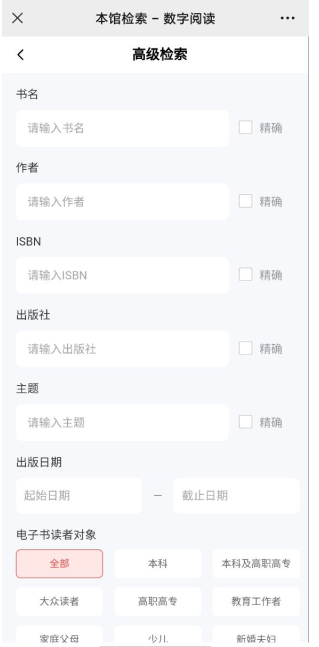 本馆检索 – 数字阅读
高级检索
书名
请输入书名 精确
作者
请输入作者 精确
ISBN
请输入ISBN 精确
出版社
请输入出版社 精确
主题
请输入主题 精确
出版日期
起始日期 – 截止日期
电子书读者对象
全部 本科 本科及高职高专
大众读者 高职高专 教育工作者
家庭父母 少儿 新婚夫妇